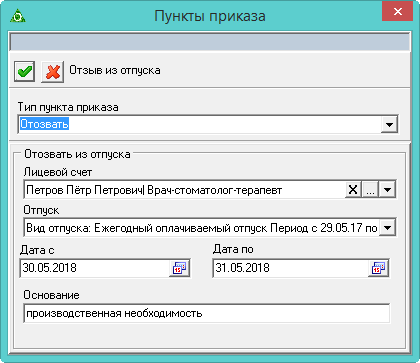 Пункты приказа
Отзыв из отпуска
Тип пункта приказа
Отозвать
Отозвать из отпуска
Лицевой счет
Петров Пётр Петрович| Врач-стоматолог-терапевт
Отпуск
Вид отпуска: Ежегодный оплачиваемый отпуск Период с 29.05.17 по
Дата с Дата по
30.05.2018 31.05.2018
Основание
производственная необходимость